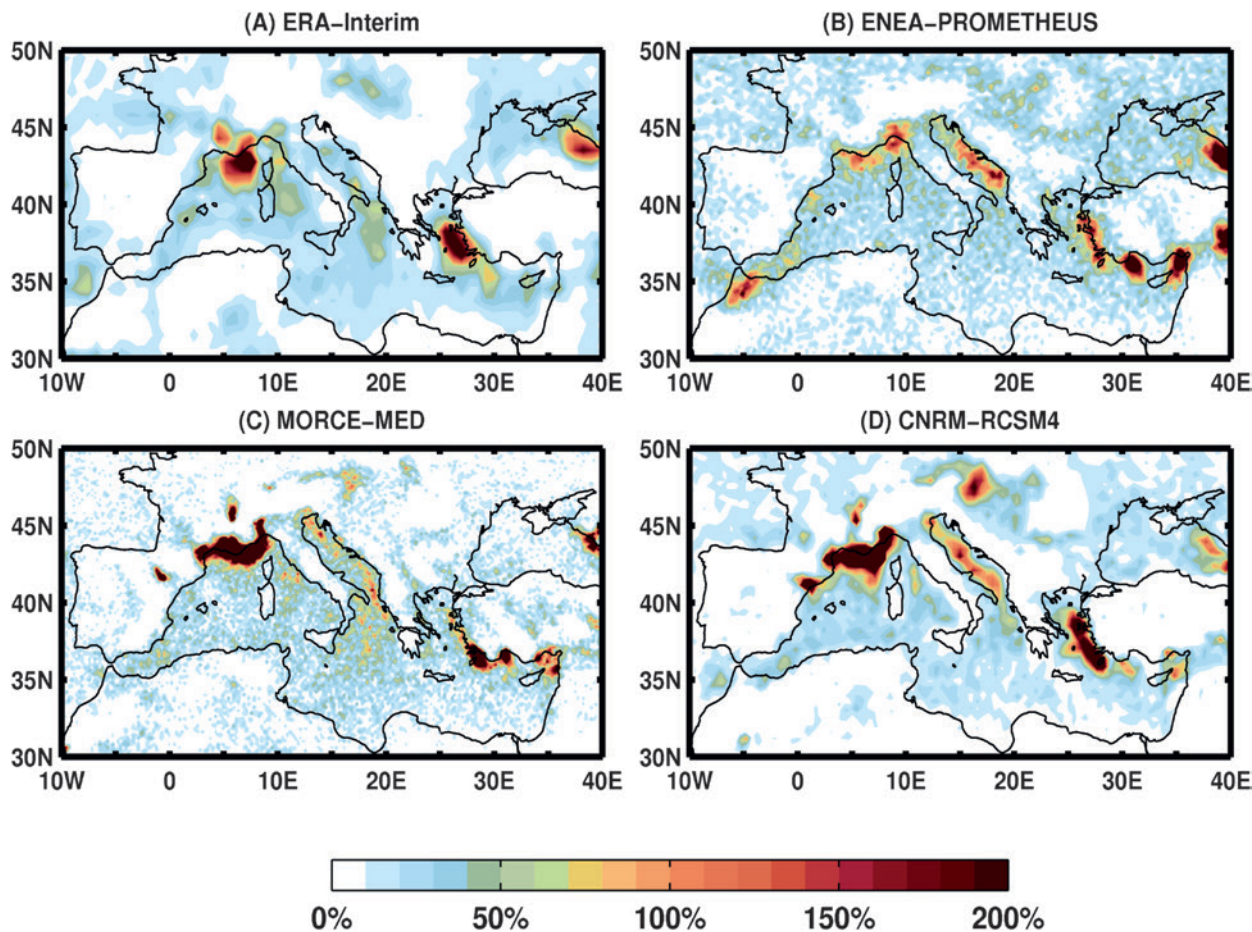 (A) ERA-Interim
(B) ENEA-PROMETHEUS
50N
45N
40N
35N
30N
10W 0 10E 20E 30E 40E
50N
45N
40N
35N
30N
10W 0 10E 20E 30E 40E
(C) MORCE-MED
(D) CNRM-RCSM4
50N
45N
40N
35N
30N
10W 0 10E 20E 30E 40E
50N
45N
40N
35N
30N
10W 0 10E 20E 30E 40E
0% 50% 100% 150% 200%